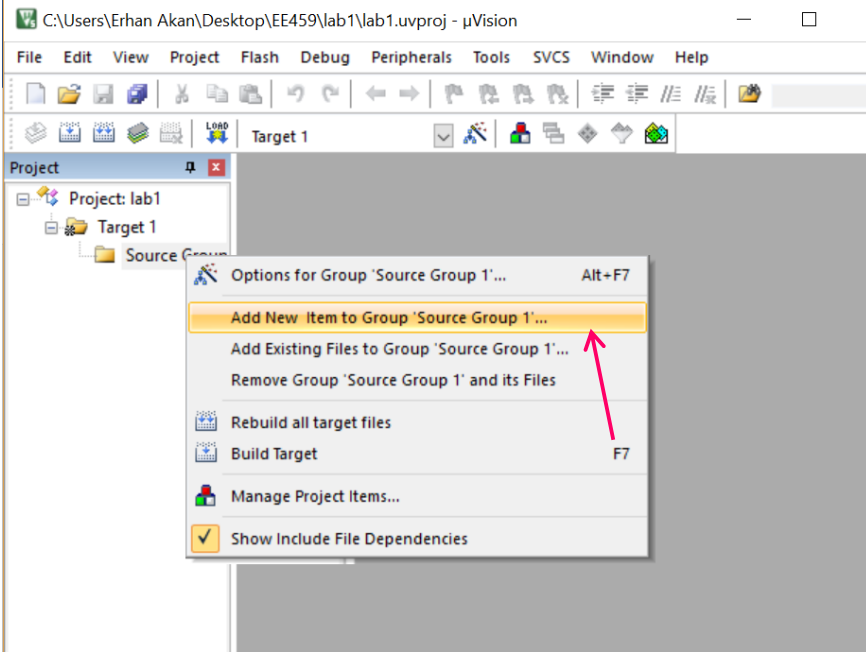 C:\Users\Erhan Akan\Desktop\EE459\lab1\lab1.uvproj - µVision
File Edit View Project Flash Debug Peripherals Tools SVCS Window Help
LOAD Target 1
Project
Project: lab1
Target 1
Source Group
Options for Group 'Source Group 1'... Alt+F7
Add New  Item to Group 'Source Group 1'...
Add Existing Files to Group 'Source Group 1'...
Remove Group 'Source Group 1' and its Files
Rebuild all target files
Build Target F7
Manage Project Items...
Show Include File Dependencies